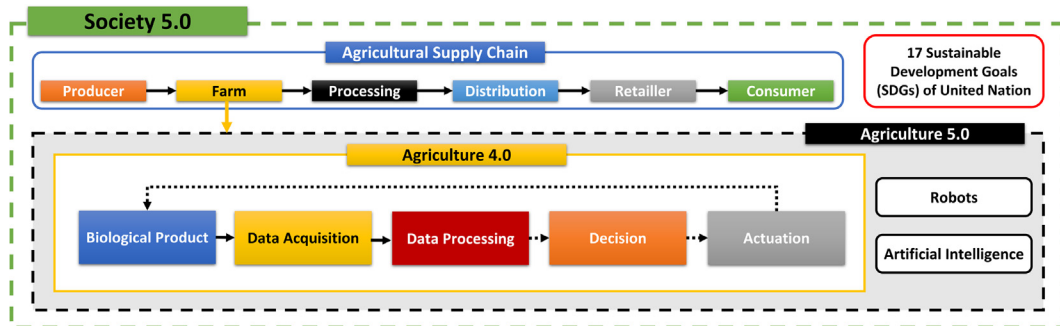 Society 5.0
Agricultural Supply Chain
Producer
Farm
Processing
Distribution
Retailler
Consumer
17 Sustainable
Development Goals
(SDGs) of United Nation
Agriculture 5.0
Agriculture 4.0
Biological Product
Data Acquisition
Data Processing
Decision
Actuation
Robots
Artificial Intelligence